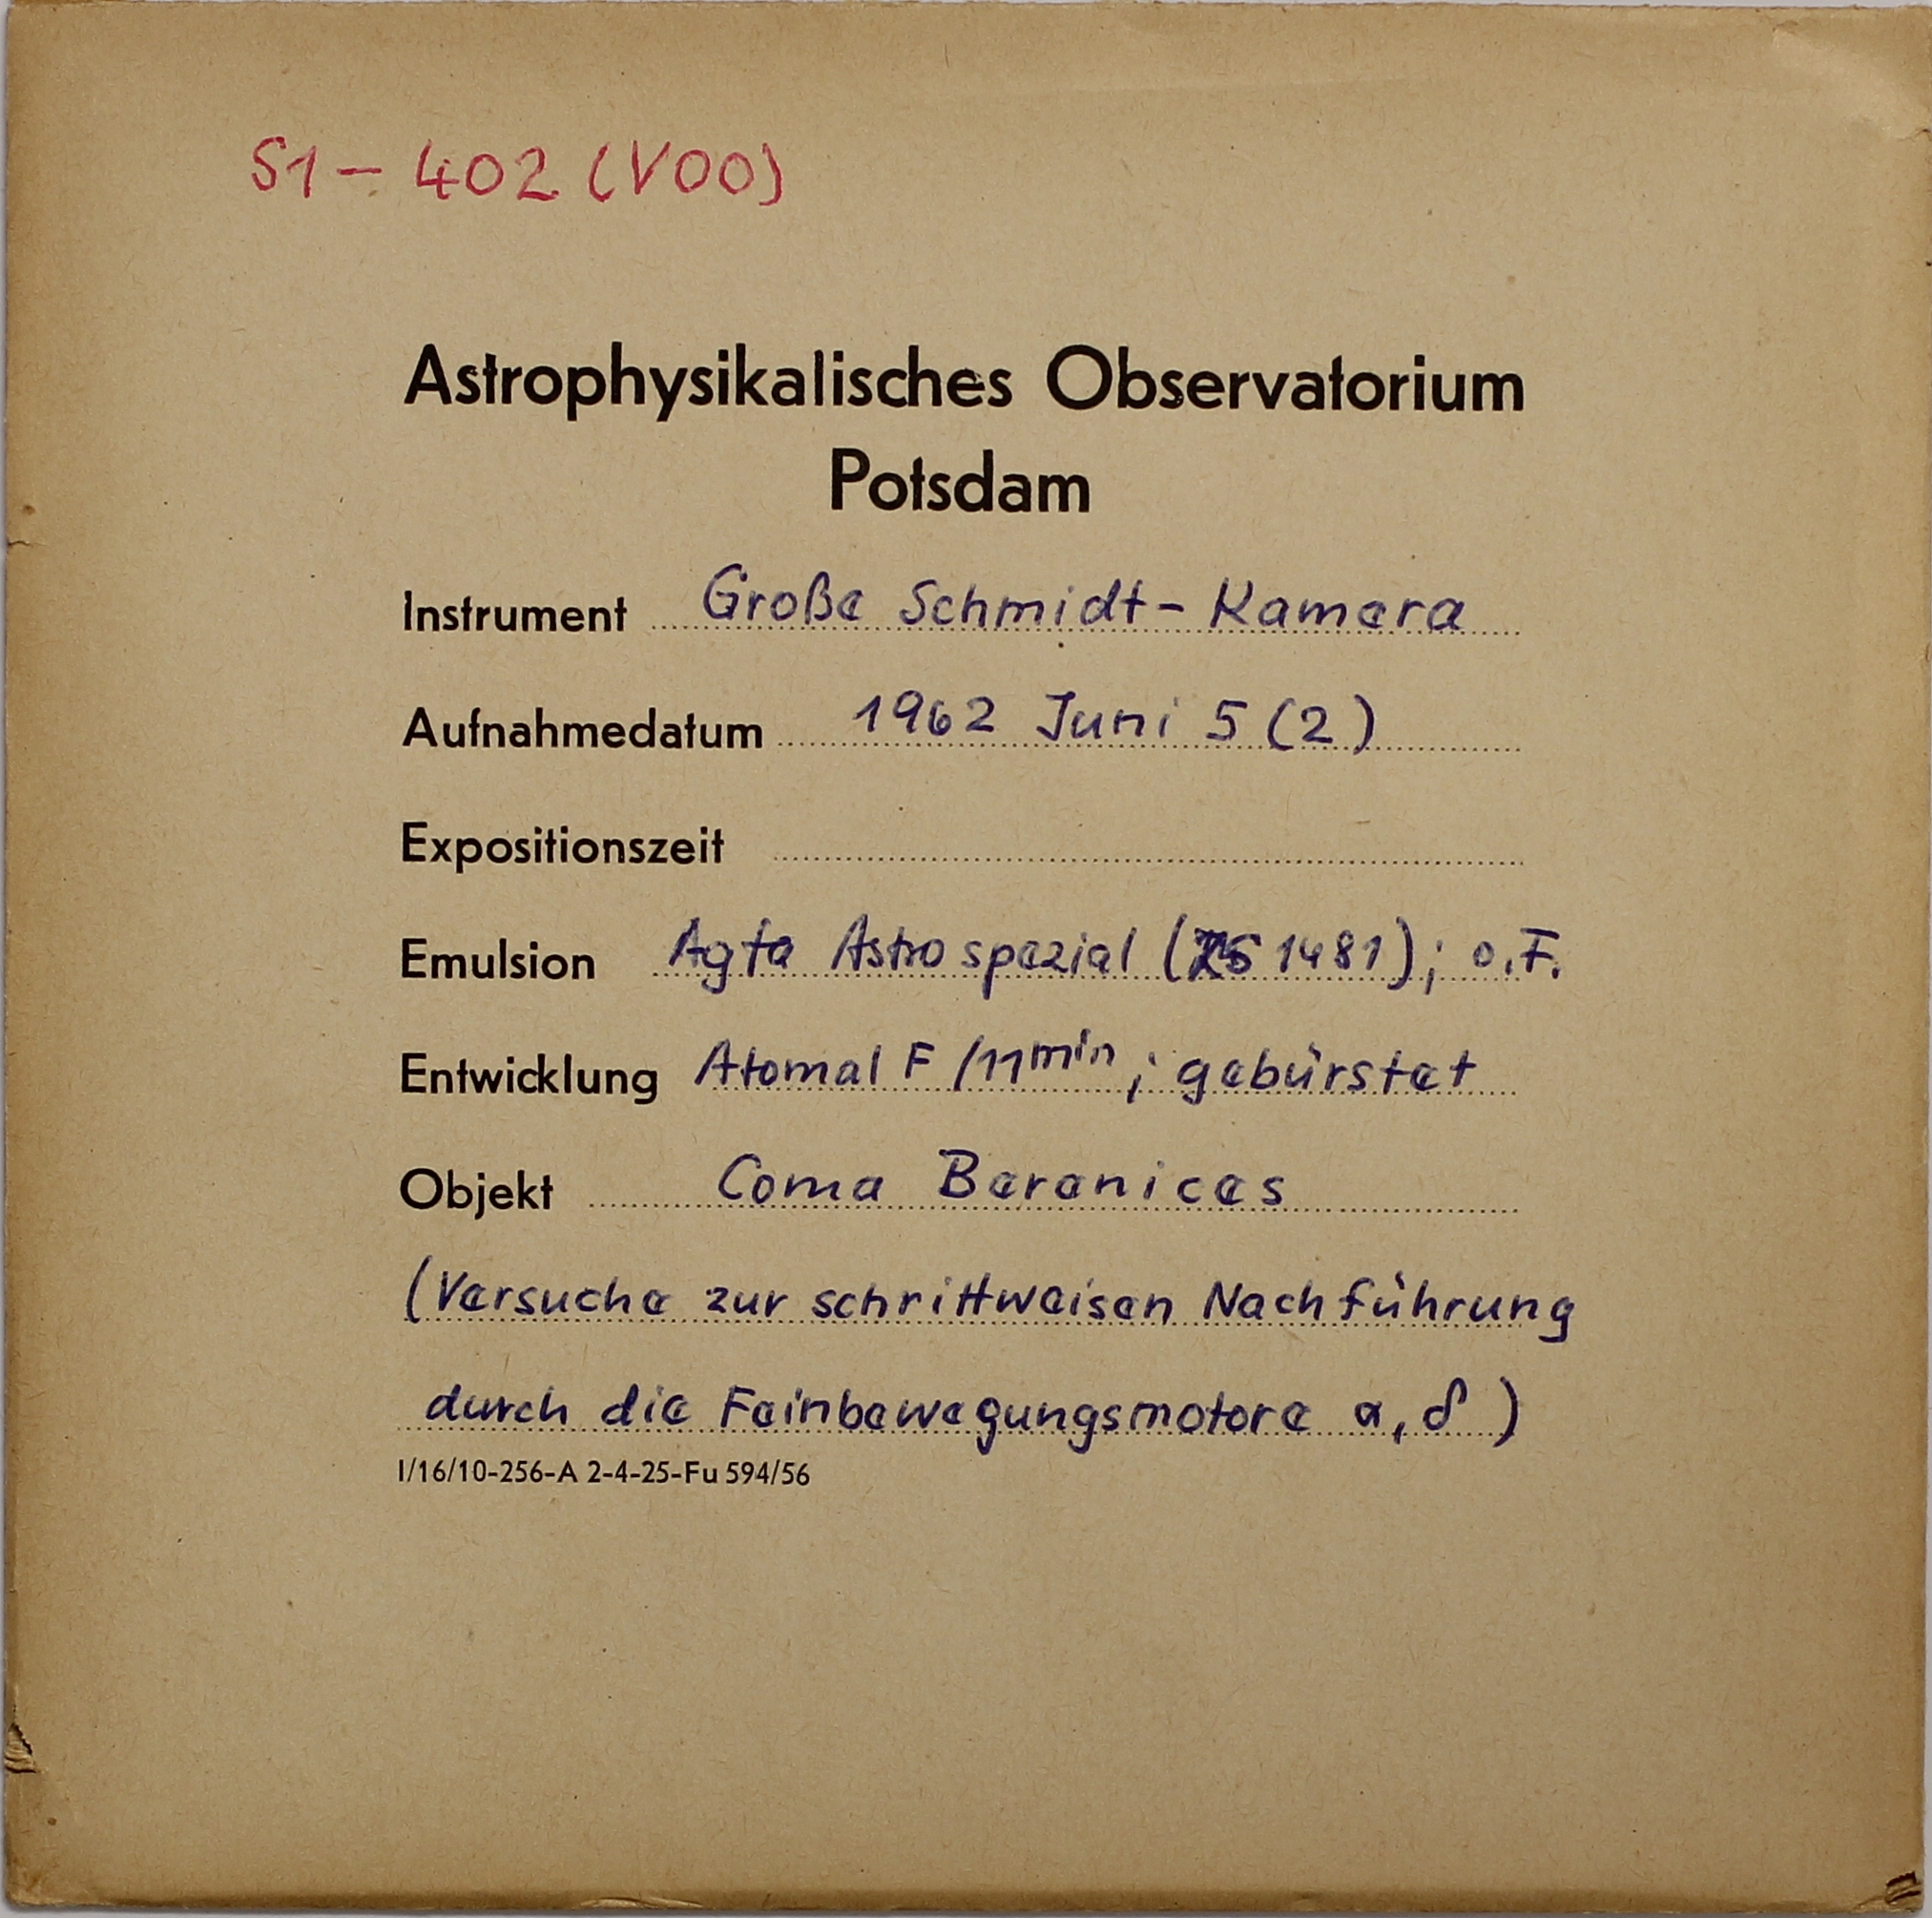 S1 - 402 (V00)
Astrophysikalisches Observatorium
Potsdam
Instrument Große Schmidt-Kamera
Aufnahmedatum 1962 Juni 5 (2)
Expositionszeit
Emulsion Agfa Astrospezial ( 1481); o.F.
Entwicklung Atomal F /11min; gebürstet
Objekt Coma Berenices
(Versuche zur schrittweisen Nachführung
durch die Feinbewegungsmotore α, δ )
I/16/10-256-A 2-4-25-Fu 594/56